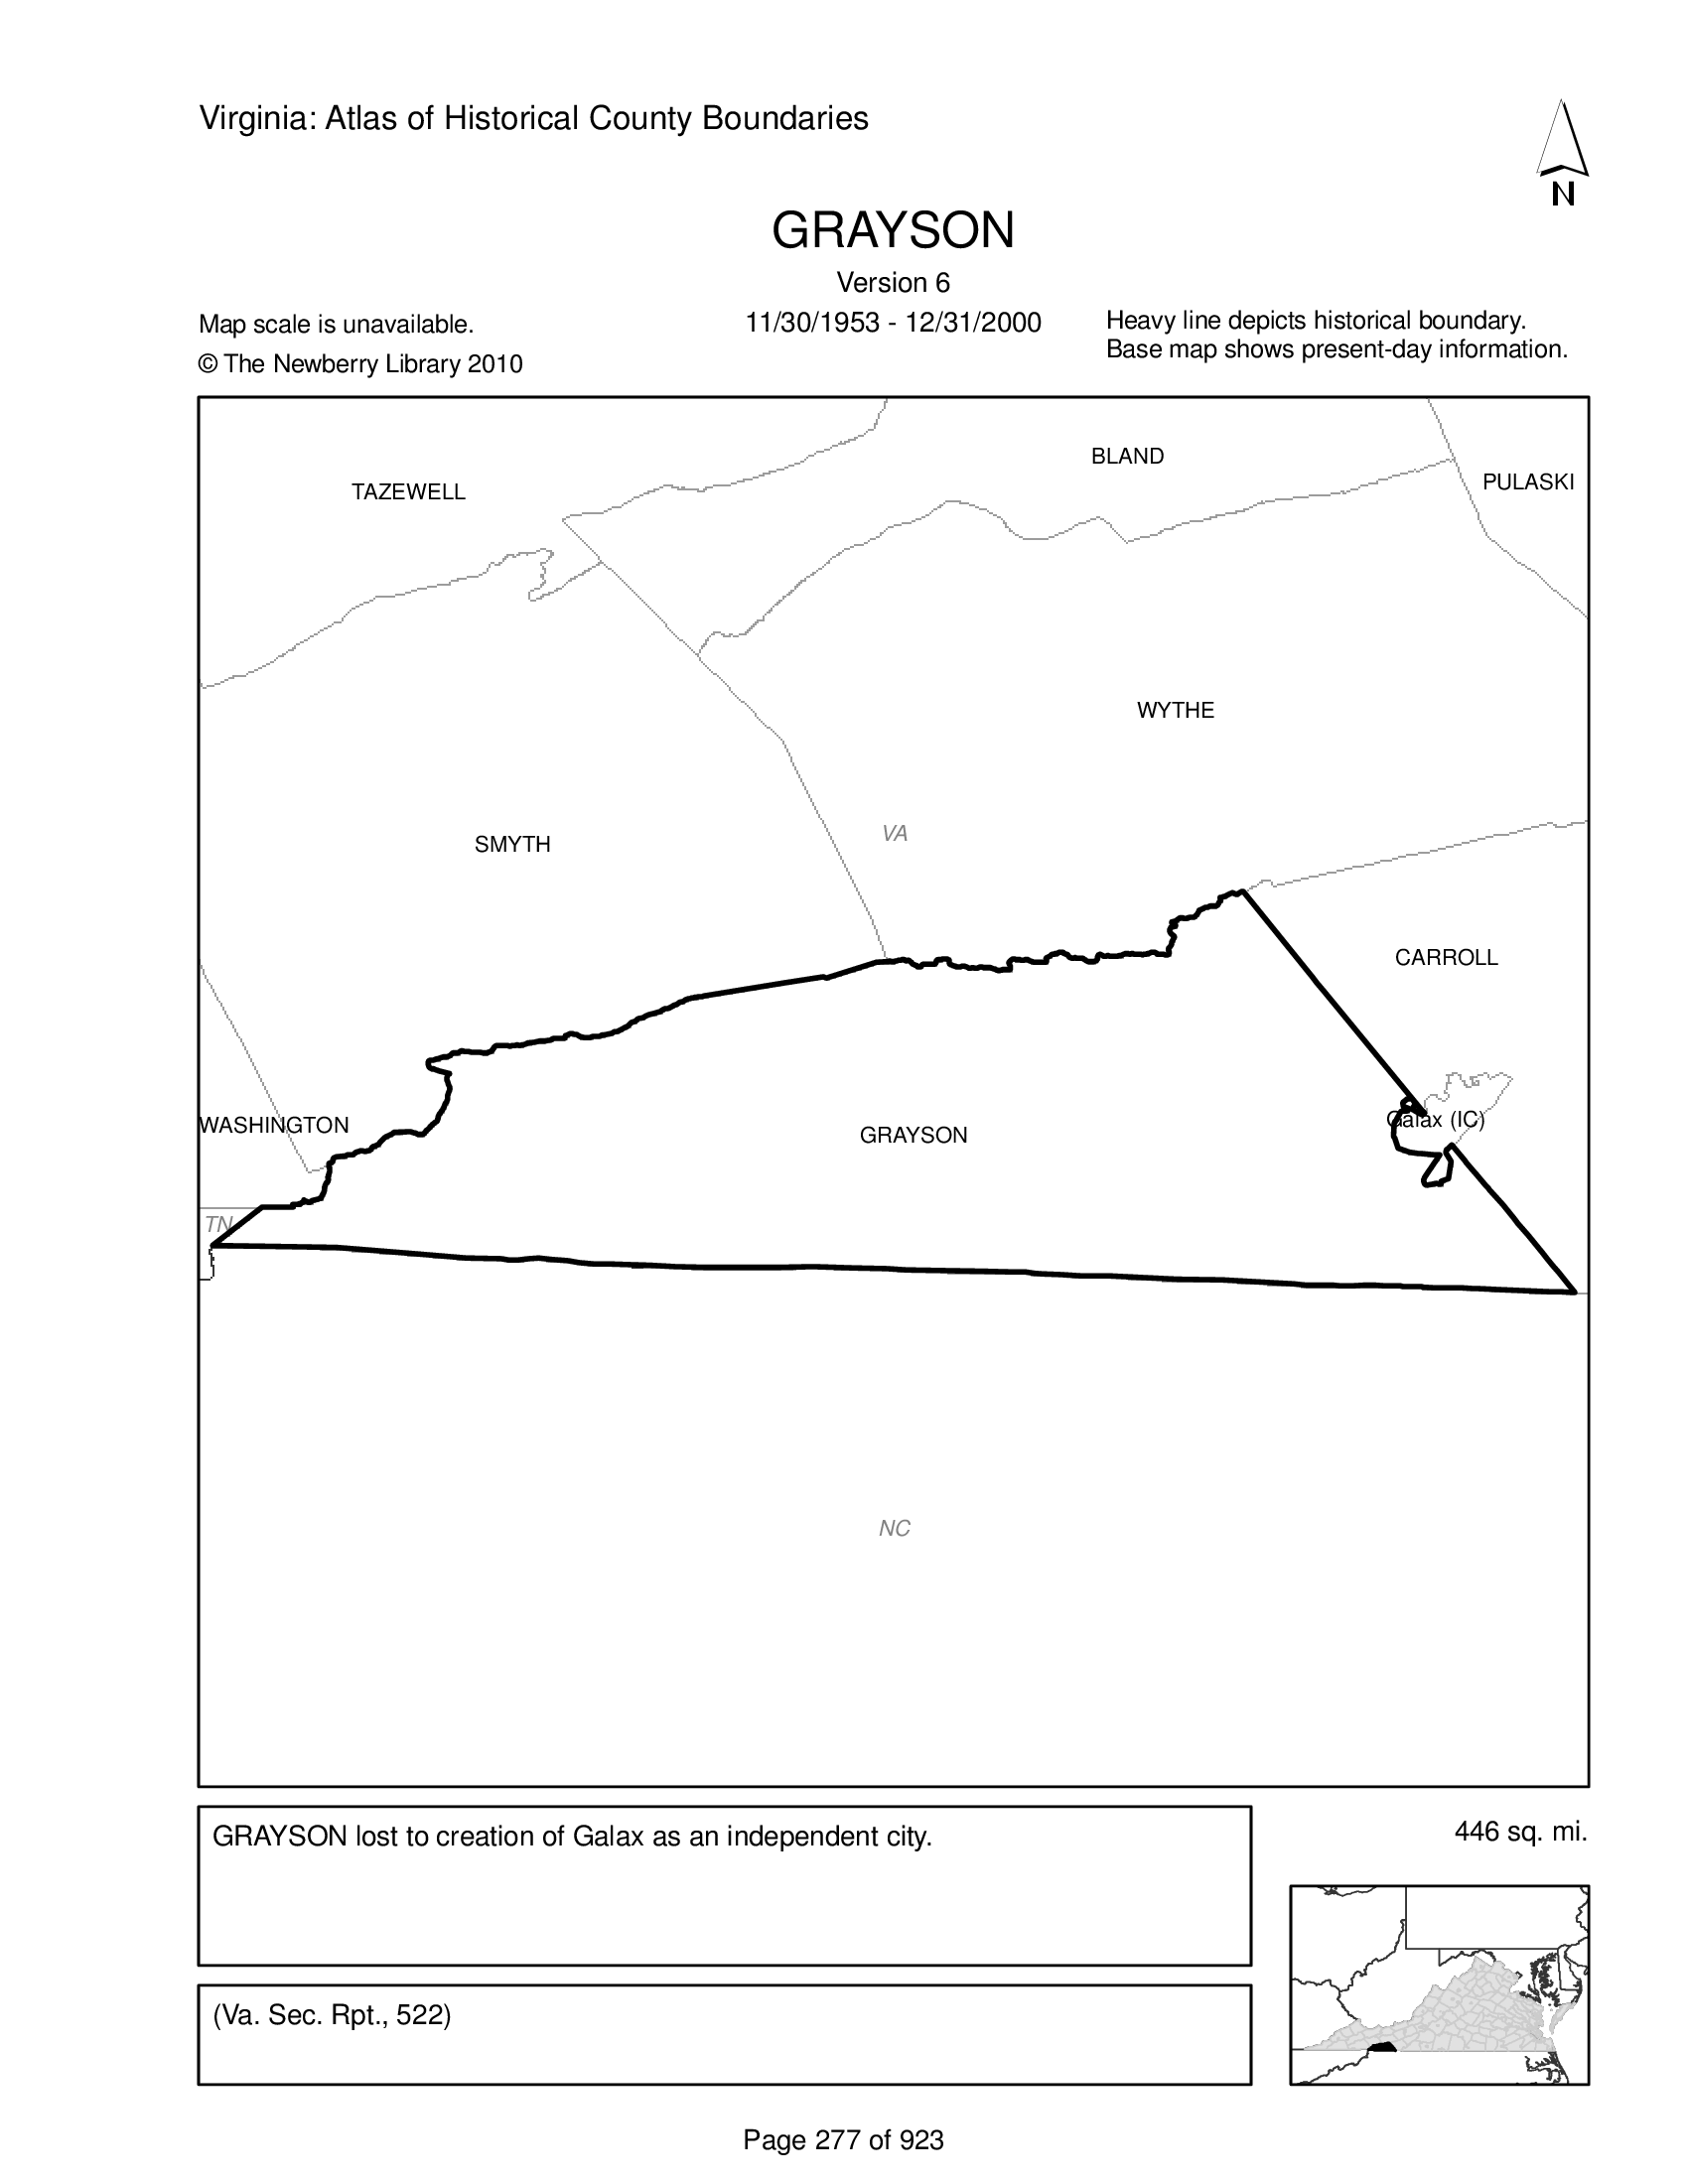 Virginia: Atlas of Historical County Boundaries
N
GRAYSON
Version 6
11/30/1953 - 12/31/2000
Map scale is unavailable.
© The Newberry Library 2010
Heavy line depicts historical boundary.
Base map shows present-day information.
BLAND
PULASKI
TAZEWELL
WYTHE
VA
SMYTH
CARROLL
Galax (IC)
WASHINGTON
GRAYSON
TN
NC
GRAYSON lost to creation of Galax as an independent city.
446 sq. mi.
(Va. Sec. Rpt., 522)
Page 277 of 923